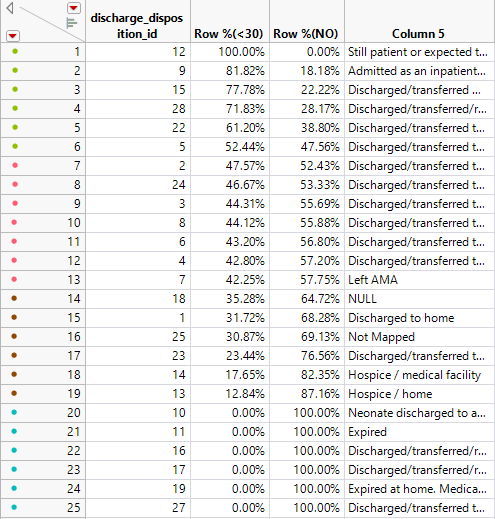 discharge_dispos
ition_id Row %(<30) Row %(NO) Column 5
1 12 100.00% 0.00% Still patient or expected t...
2 9 81.82% 18.18% Admitted as an inpatient...
3 15 77.78% 22.22% Discharged/transferred ...
4 28 71.83% 28.17% Discharged/transferred/r...
5 22 61.20% 38.80% Discharged/transferred t...
6 5 52.44% 47.56% Discharged/transferred t...
7 2 47.57% 52.43% Discharged/transferred t...
8 24 46.67% 53.33% Discharged/transferred t...
9 3 44.31% 55.69% Discharged/transferred t...
10 8 44.12% 55.88% Discharged/transferred t...
11 6 43.20% 56.80% Discharged/transferred t...
12 4 42.80% 57.20% Discharged/transferred t...
13 7 42.25% 57.75% Left AMA
14 18 35.28% 64.72% NULL
15 1 31.72% 68.28% Discharged to home
16 25 30.87% 69.13% Not Mapped
17 23 23.44% 76.56% Discharged/transferred t...
18 14 17.65% 82.35% Hospice / medical facility
19 13 12.84% 87.16% Hospice / home
20 10 0.00% 100.00% Neonate discharged to a...
21 11 0.00% 100.00% Expired
22 16 0.00% 100.00% Discharged/transferred/r...
23 17 0.00% 100.00% Discharged/transferred/r...
24 19 0.00% 100.00% Expired at home. Medica...
25 27 0.00% 100.00% Discharged/transferred t...